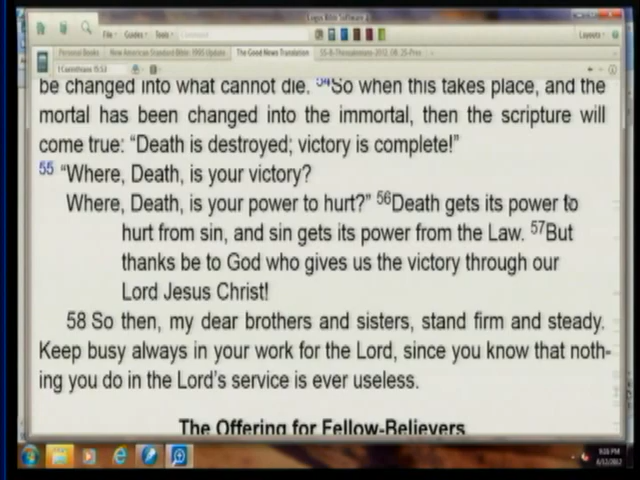 Logos Bible Software 4
File Guides Tools Command
Layouts
Personal Books New American Standard Bible: 1995 Update The Good News Translation
1 Corinthians 15:53
be changed into what cannot die. 54So when this takes place, and the
mortal has been changed into the immortal, then the scripture will
come true: “Death is destroyed; victory is complete!”
55 “Where, Death, is your victory?
Where, Death, is your power to hurt?” 56Death gets its power to
hurt from sin, and sin gets its power from the Law. 57But
thanks be to God who gives us the victory through our
Lord Jesus Christ!
58 So then, my dear brothers and sisters, stand firm and steady.
Keep busy always in your work for the Lord, since you know that noth-
ing you do in the Lord’s service is ever useless.
The Offering for Fellow-Believers